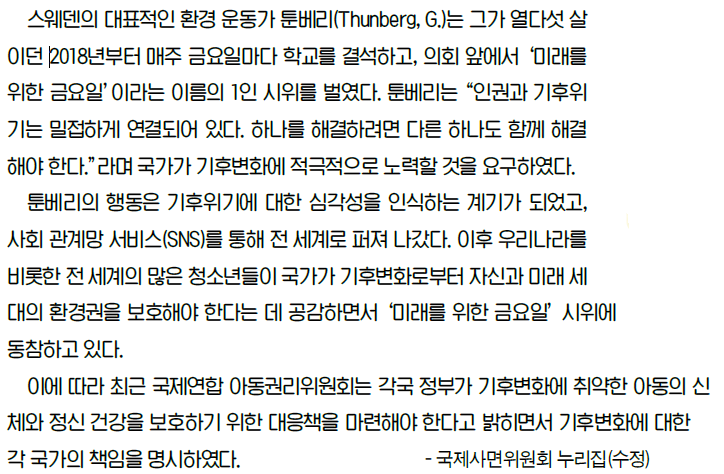 스웨덴의 대표적인 환경 운동가 툰베리(Thunberg, G.)는 그가 열다섯 살
이던 2018년부터 매주 금요일마다 학교를 결석하고, 의회 앞에서 ‘미래를
위한 금요일’이라는 이름의 1인 시위를 벌였다. 툰베리는 “인권과 기후위
기는 밀접하게 연결되어 있다. 하나를 해결하려면 다른 하나도 함께 해결
해야 한다.”라며 국가가 기후변화에 적극적으로 노력할 것을 요구하였다.
툰베리의 행동은 기후위기에 대한 심각성을 인식하는 계기가 되었고,
사회 관계망 서비스(SNS)를 통해 전 세계로 퍼져 나갔다. 이후 우리나라를
비롯한 전 세계의 많은 청소년들이 국가가 기후변화로부터 자신과 미래 세
대의 환경권을 보호해야 한다는 데 공감하면서 ‘미래를 위한 금요일’ 시위에
동참하고 있다.
이에 따라 최근 국제연합 아동권리위원회는 각국 정부가 기후변화에 취약한 아동의 신
체와 정신 건강을 보호하기 위한 대응책을 마련해야 한다고 밝히면서 기후변화에 대한
각 국가의 책임을 명시하였다. - 국제사면위원회 누리집(수정)